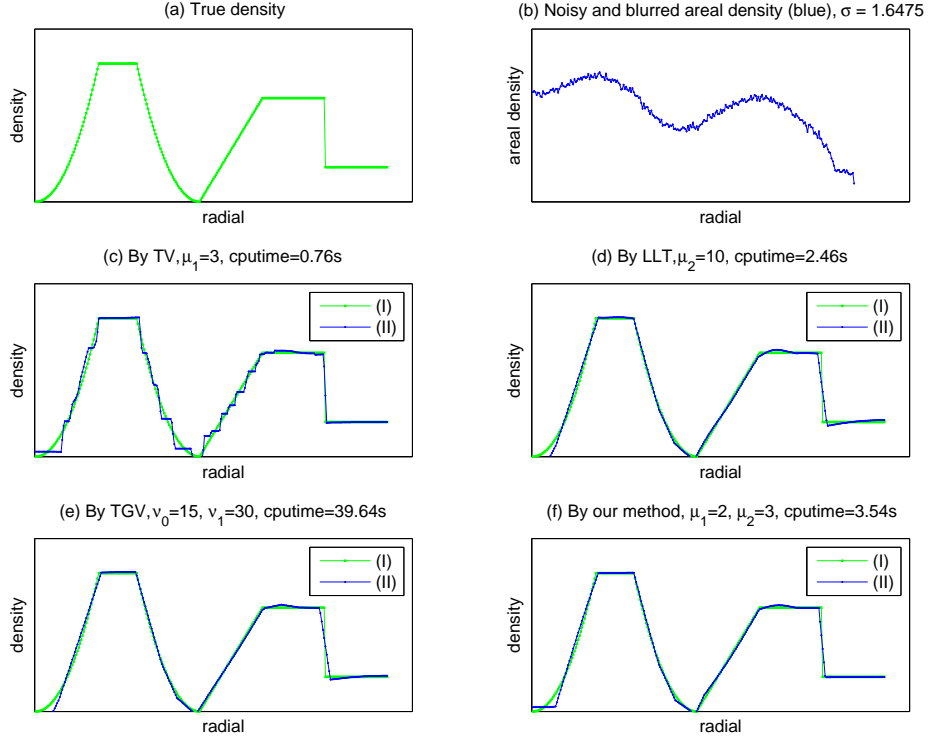 (a) True density
density
radial
(b) Noisy and blurred areal density (blue), σ = 1.6475
areal density
radial
(c) By TV,μ₁=3, cputime=0.76s
(I)
(II)
density
radial
(d) By LLT,μ₂=10, cputime=2.46s
(I)
(II)
density
radial
(e) By TGV,ν₀=15, ν₁=30, cputime=39.64s
(I)
(II)
density
radial
(f) By our method, μ₁=2, μ₂=3, cputime=3.54s
(I)
(II)
density
radial